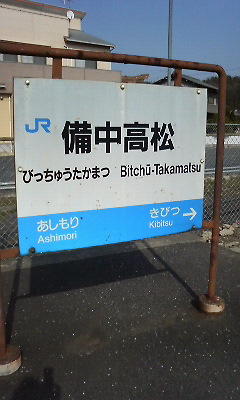 JR 備中高松
びっちゅうたかまつ Bitchū-Takamatsu
あしもり きびつ →
Ashimori Kibitsu